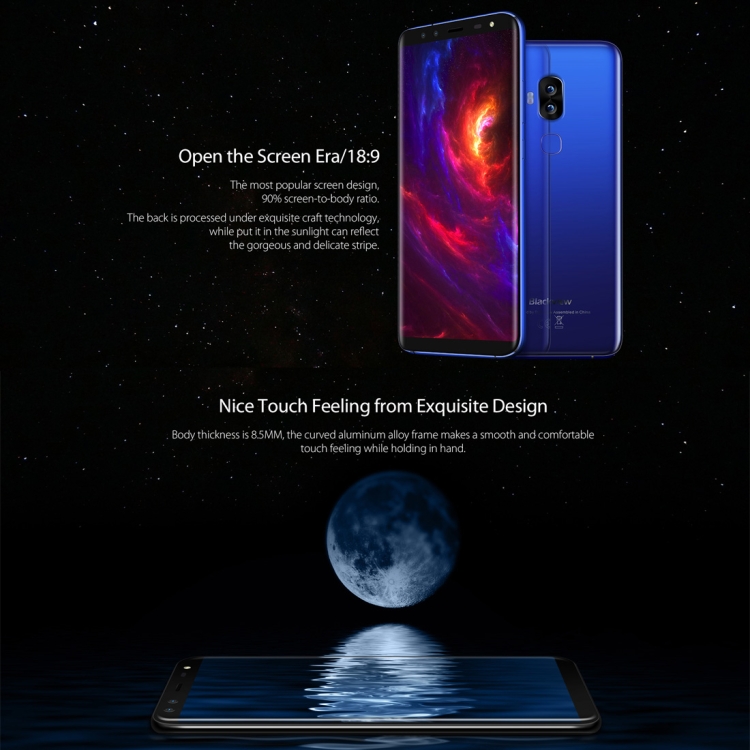 Open the Screen Era/18:9
The most popular screen design,
90% screen-to-body ratio.
The back is processed under exquisite craft technology,
while put it in the sunlight can reflect
the gorgeous and delicate stripe.
Nice Touch Feeling from Exquisite Design
Body thickness is 8.5MM, the curved aluminum alloy frame makes a smooth and comfortable
touch feeling while holding in hand.